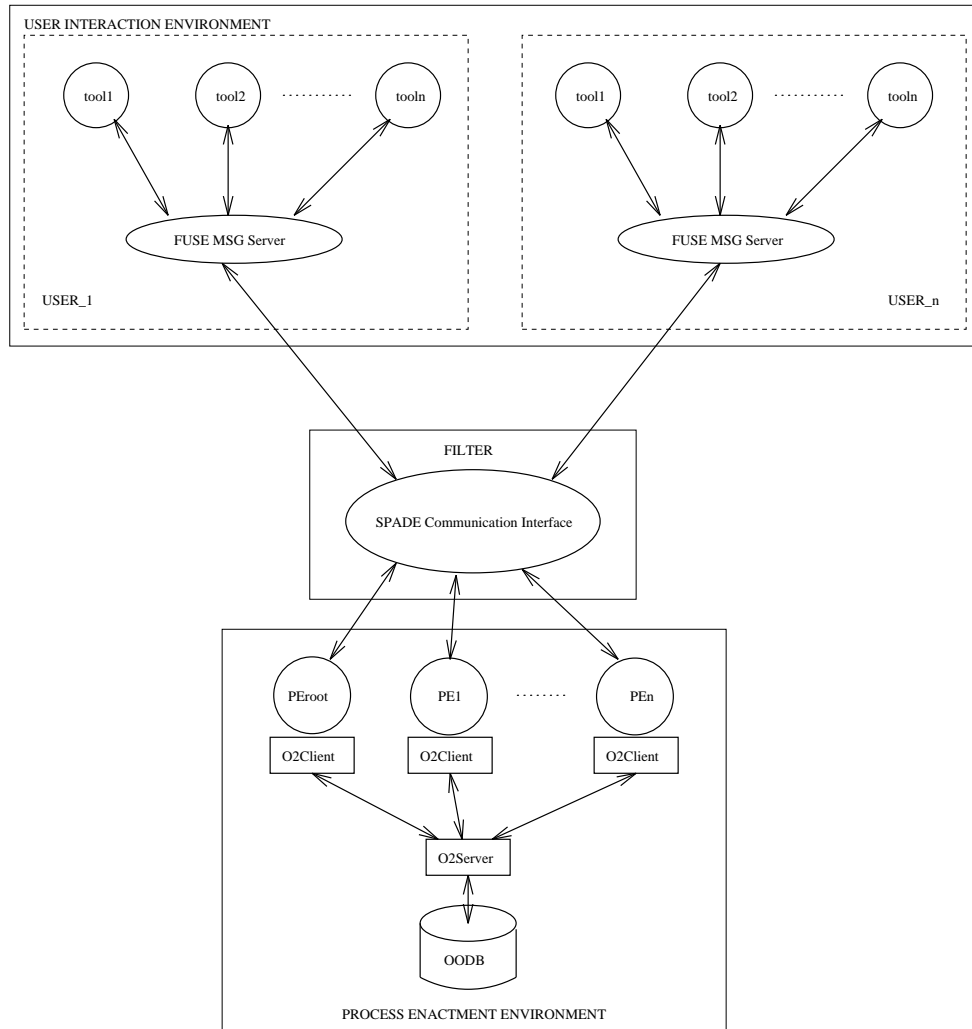 USER INTERACTION ENVIRONMENT
tool1
tool2
tooln
tool1
tool2
tooln
FUSE MSG Server
FUSE MSG Server
USER_1
USER_n
FILTER
SPADE Communication Interface
PEroot
PE1
PEn
O2Client
O2Client
O2Client
O2Server
OODB
PROCESS ENACTMENT ENVIRONMENT